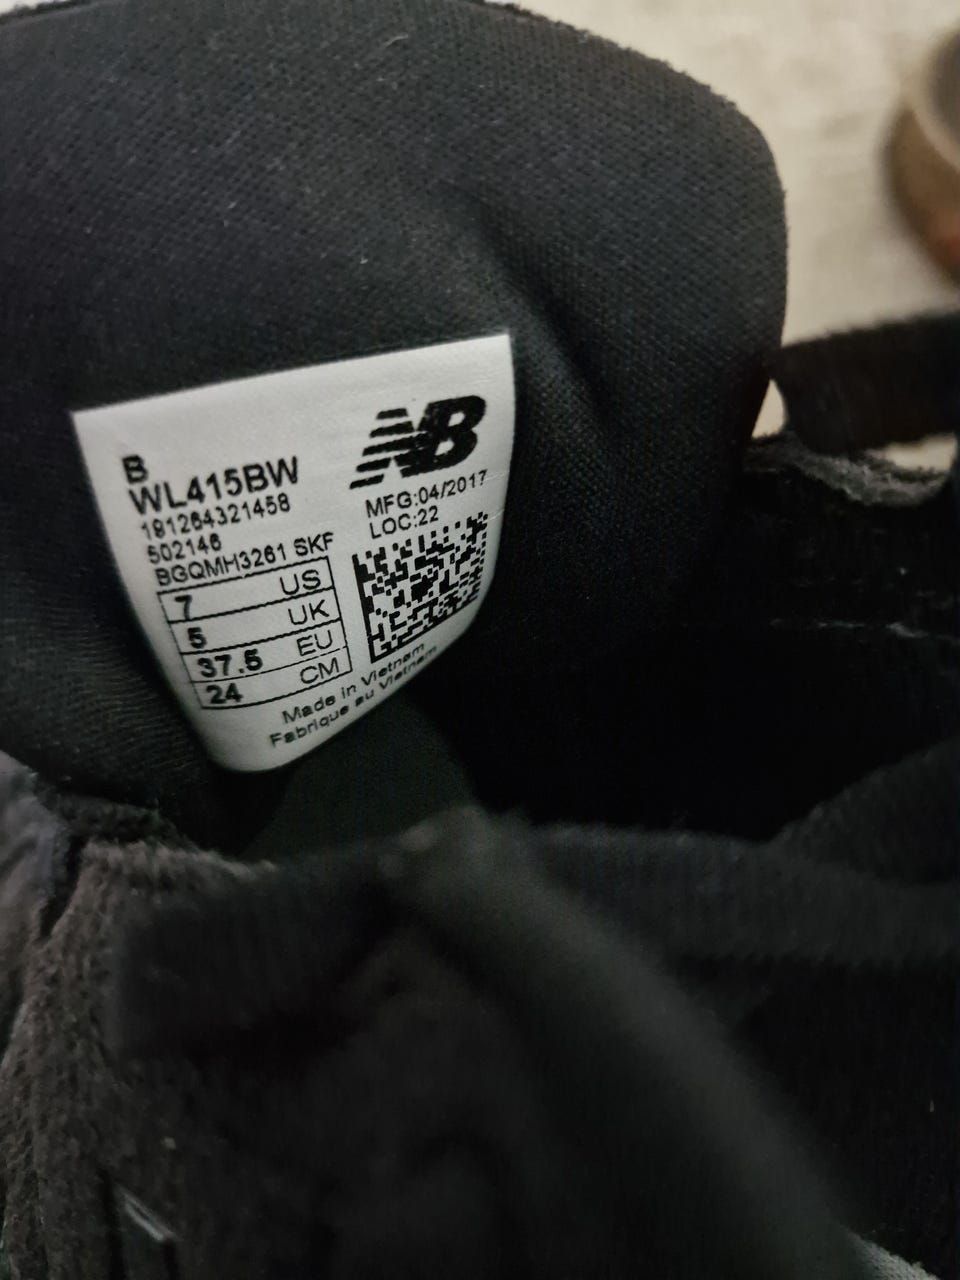 B
WL415BW
191264321458
502146
BGQMH3261 SKF
7 US
5 UK
37.5 EU
24 CM
NB
MFG:04/2017
LOC:22
Made in Vietnam
Fabrique au Vietnam